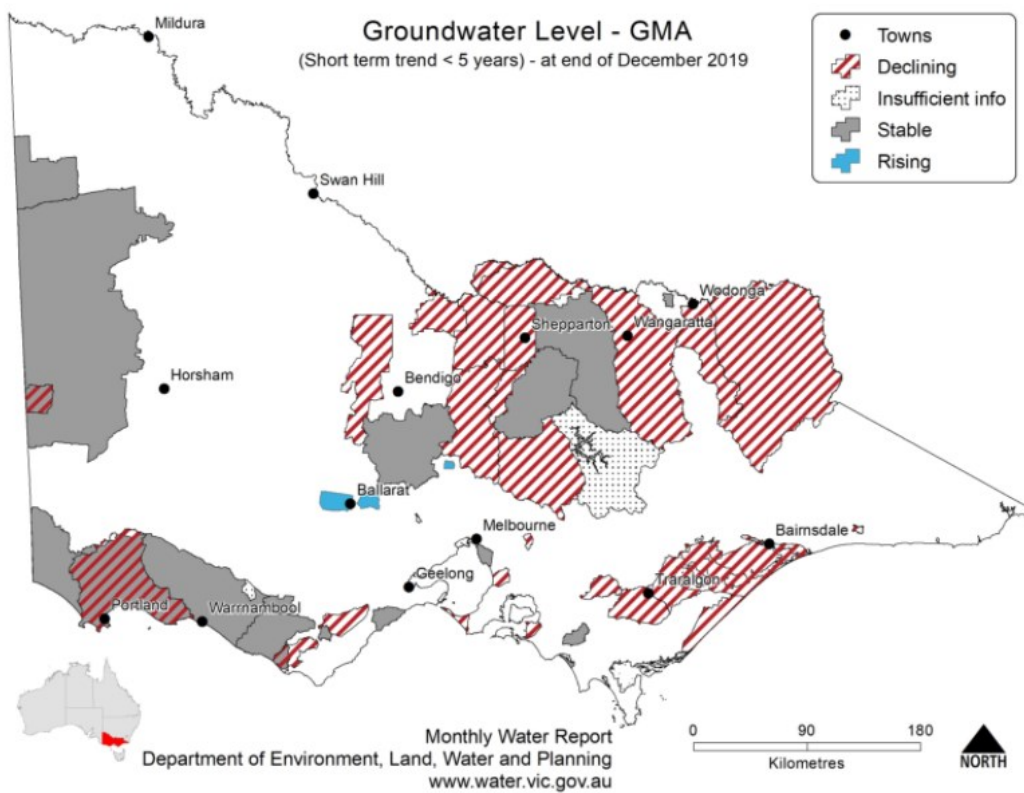 Groundwater Level - GMA
(Short term trend < 5 years) - at end of December 2019
Towns
Declining
Insufficient info
Stable
Rising
Mildura
Swan Hill
Wodonga
Shepparton
Wangaratta
Horsham
Bendigo
Ballarat
Melbourne
Bairnsdale
Geelong
Traralgon
Portland
Warrnambool
Monthly Water Report
Department of Environment, Land, Water and Planning
www.water.vic.gov.au
0 90 180
Kilometres
NORTH